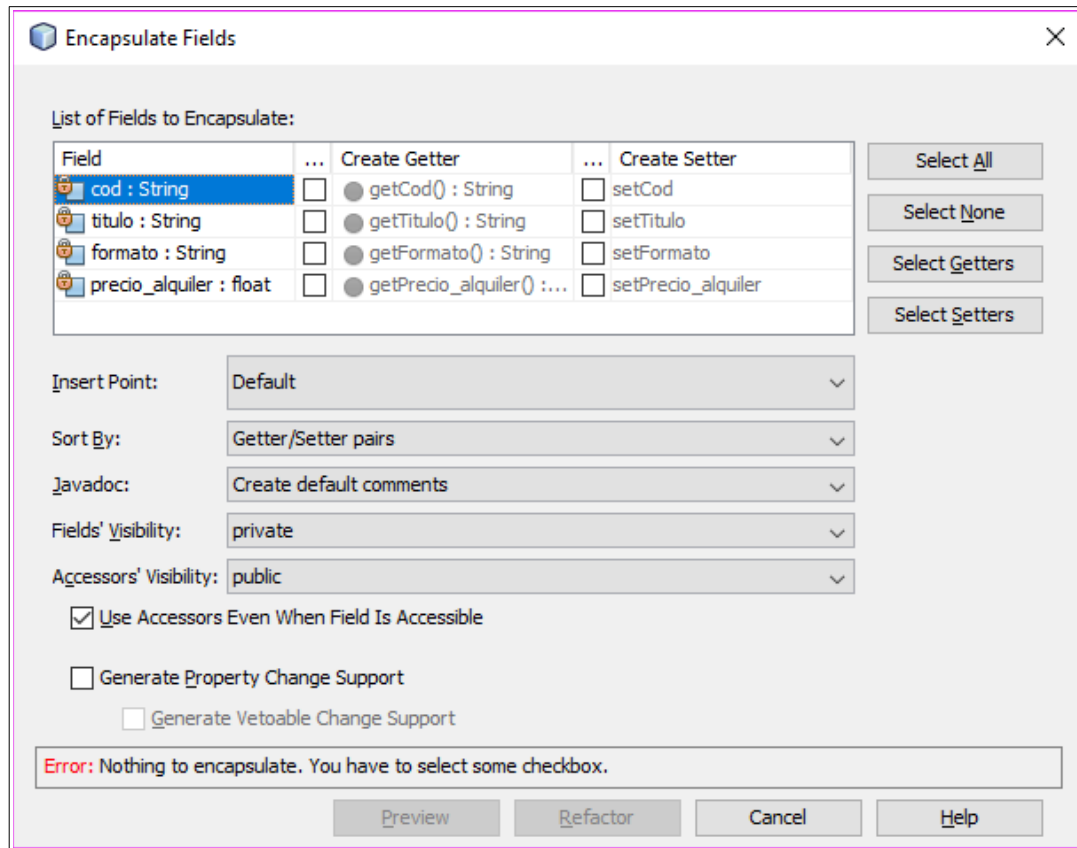 Encapsulate Fields
List of Fields to Encapsulate:
Field ... Create Getter ... Create Setter
cod : String getCod() : String setCod
titulo : String getTitulo() : String setTitulo
formato : String getFormato() : String setFormato
precio_alquiler : float getPrecio_alquiler() :... setPrecio_alquiler
Select All
Select None
Select Getters
Select Setters
Insert Point: Default
Sort By: Getter/Setter pairs
Javadoc: Create default comments
Fields' Visibility: private
Accessors' Visibility: public
Use Accessors Even When Field Is Accessible
Generate Property Change Support
Generate Vetoable Change Support
Error: Nothing to encapsulate. You have to select some checkbox.
Preview Refactor Cancel Help